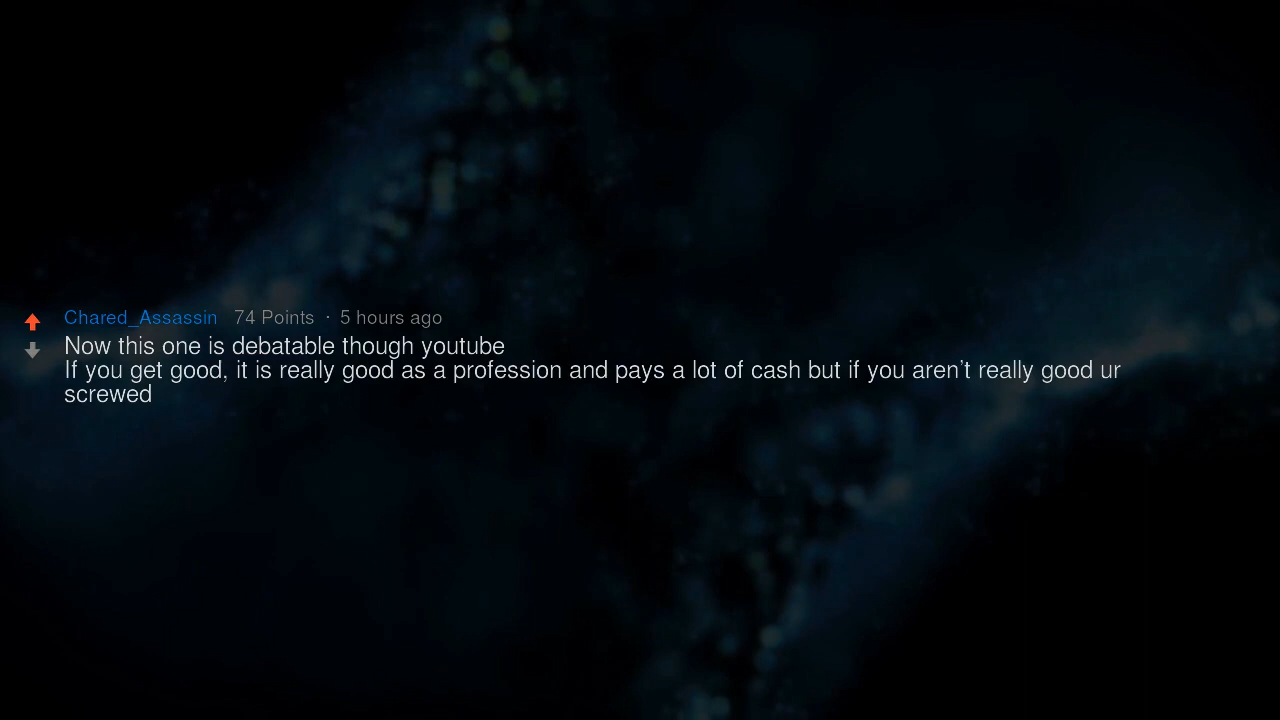 Chared_Assassin 74 Points · 5 hours ago
Now this one is debatable though youtube
If you get good, it is really good as a profession and pays a lot of cash but if you aren’t really good ur
screwed